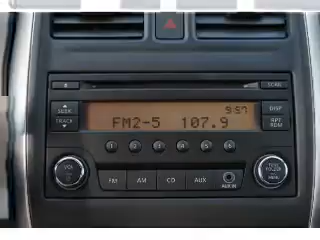 SCAN
SEEK
9:57
DISP
FM2-5 107.9
TRACK
RPT
RDM
1 2 3 4 5 6
VOL
FM AM CD AUX
AUX IN